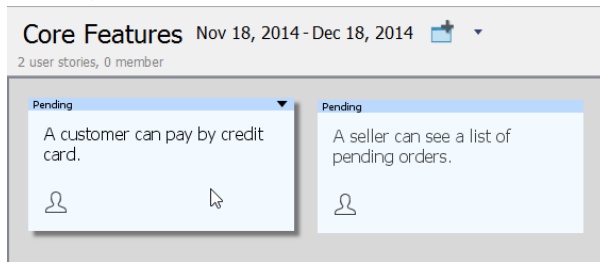 Core Features Nov 18, 2014 - Dec 18, 2014
2 user stories, 0 member
Pending
A customer can pay by credit
card.
Pending
A seller can see a list of
pending orders.